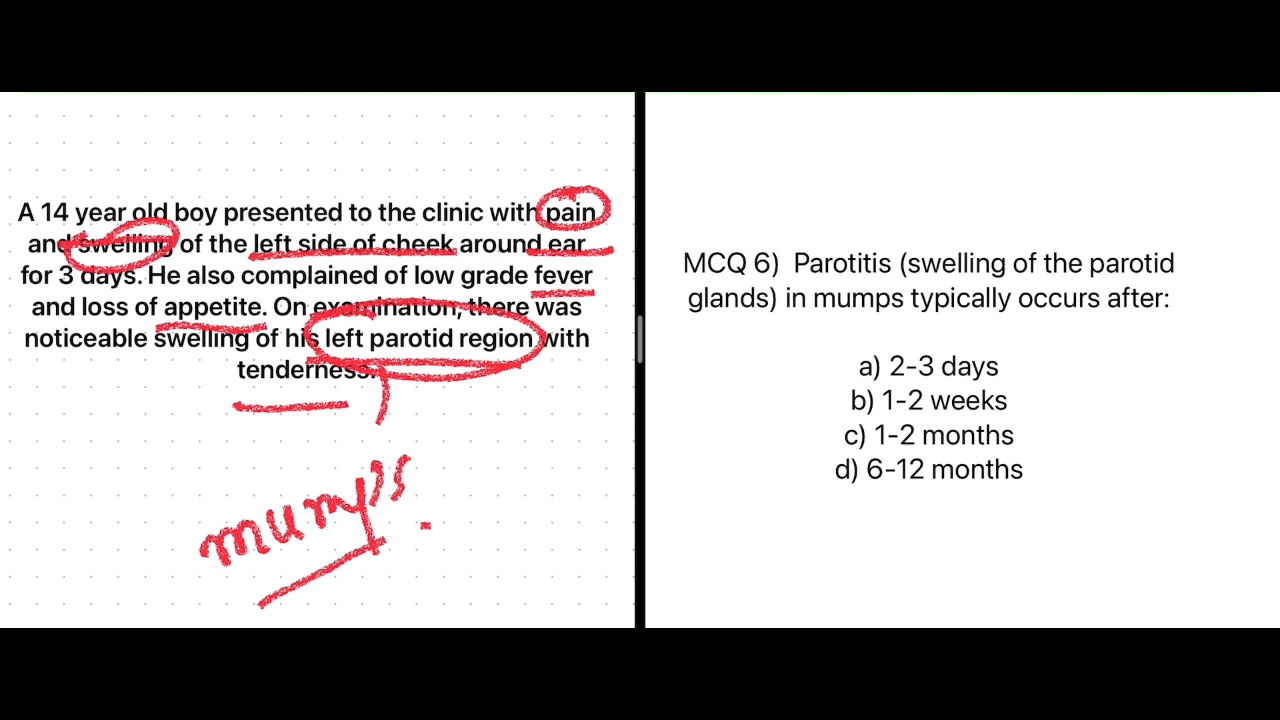 A 14 year old boy presented to the clinic with pain
and swelling of the left side of cheek around ear
for 3 days. He also complained of low grade fever
and loss of appetite. On examination, there was
noticeable swelling of his left parotid region with
tenderness.
mumps.
MCQ 6) Parotitis (swelling of the parotid
glands) in mumps typically occurs after:
a) 2-3 days
b) 1-2 weeks
c) 1-2 months
d) 6-12 months